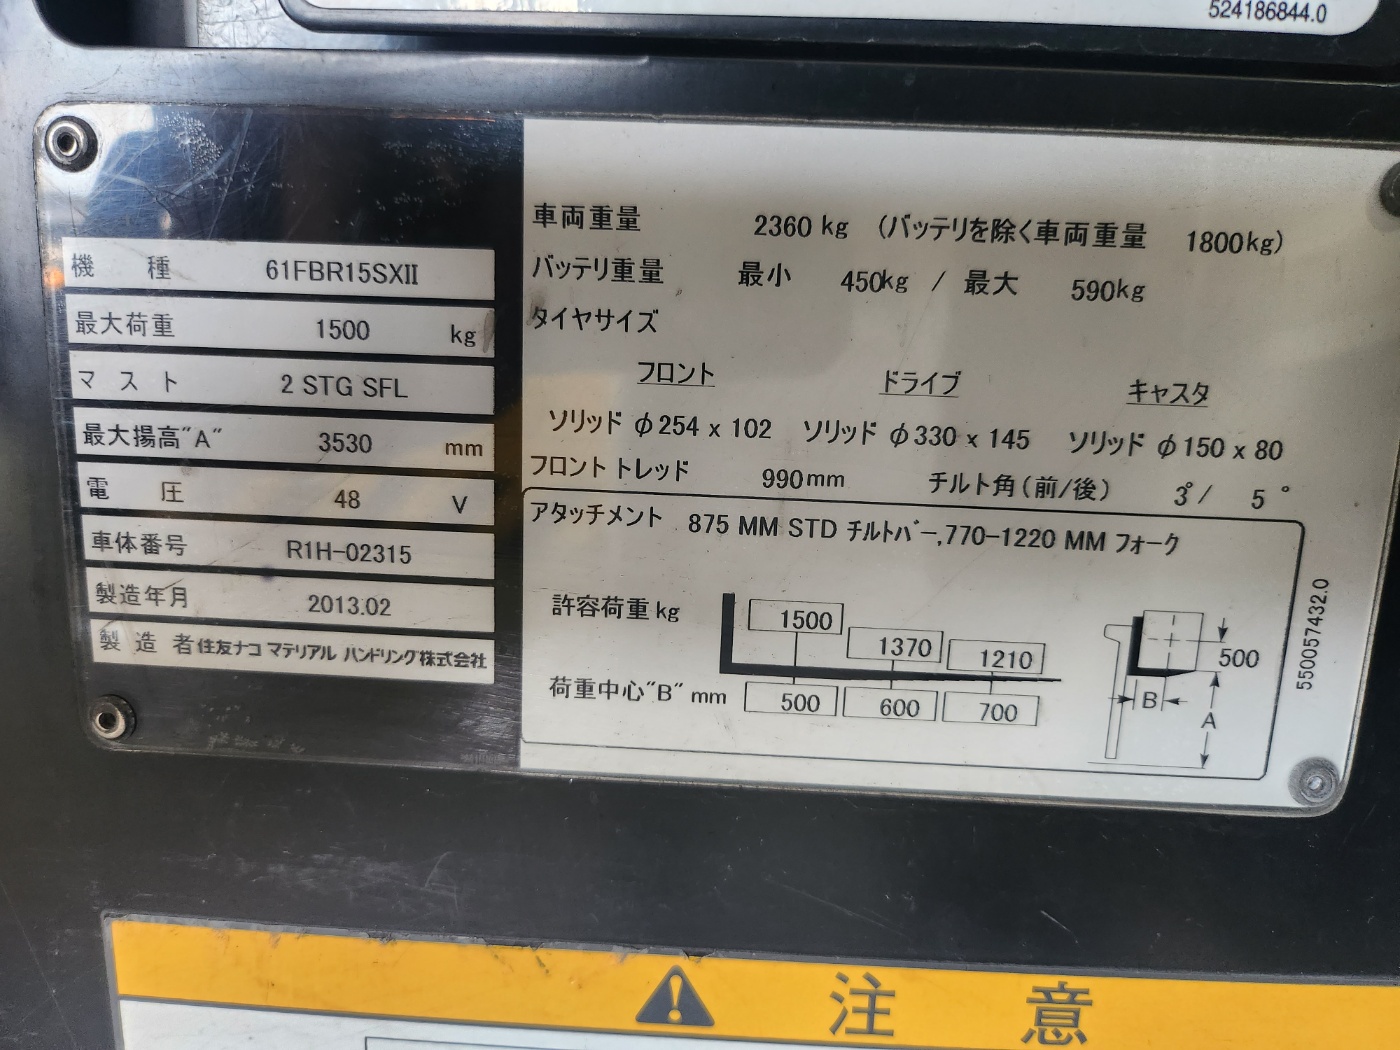 524186844.0
機種 61FBR15SXII
最大荷重 1500 kg
マスト 2 STG SFL
最大揚高"A" 3530 mm
電圧 48 V
車体番号 R1H-02315
製造年月 2013.02
製造者 住友ナコ マテリアル ハンドリング株式会社
車両重量 2360 kg (バッテリを除く車両重量 1800kg)
バッテリ重量 最小 450kg / 最大 590kg
タイヤサイズ
フロント ドライブ キャスタ
ソリッド φ254 x 102 ソリッド φ330 x 145 ソリッド φ150 x 80
フロントトレッド 990mm チルト角(前/後) 3°/ 5°
アタッチメント 875 MM STD チルトバー,770-1220 MM フォーク
許容荷重 kg 1500 1370 1210
荷重中心"B" mm 500 600 700
500
B
A
550057432.0
注意